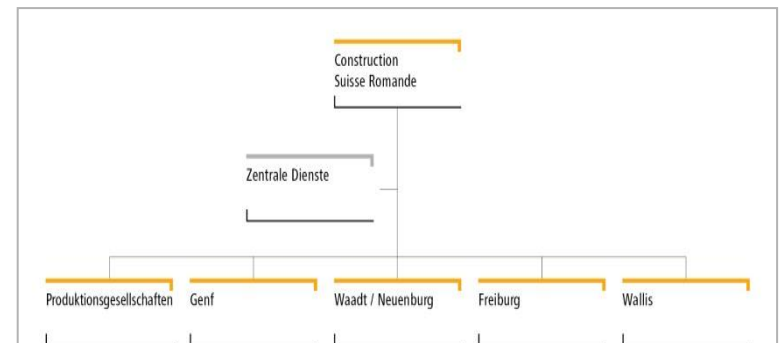 Construction
Suisse Romande
Zentrale Dienste
Produktionsgesellschaften
Genf
Waadt / Neuenburg
Freiburg
Wallis